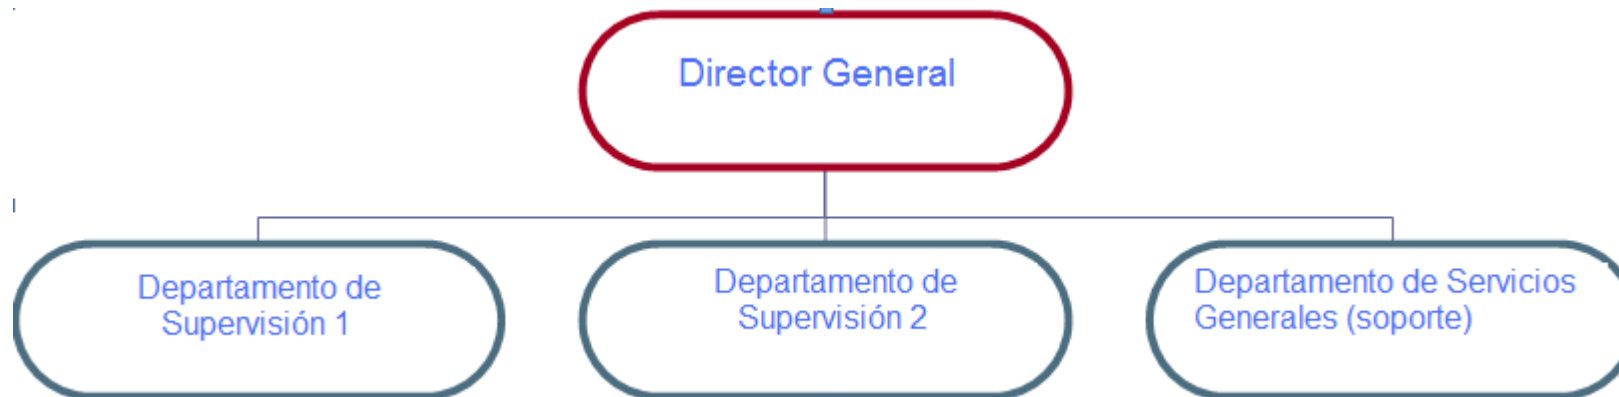 Director General
Departamento de
Supervisión 1
Departamento de
Supervisión 2
Departamento de Servicios
Generales (soporte)